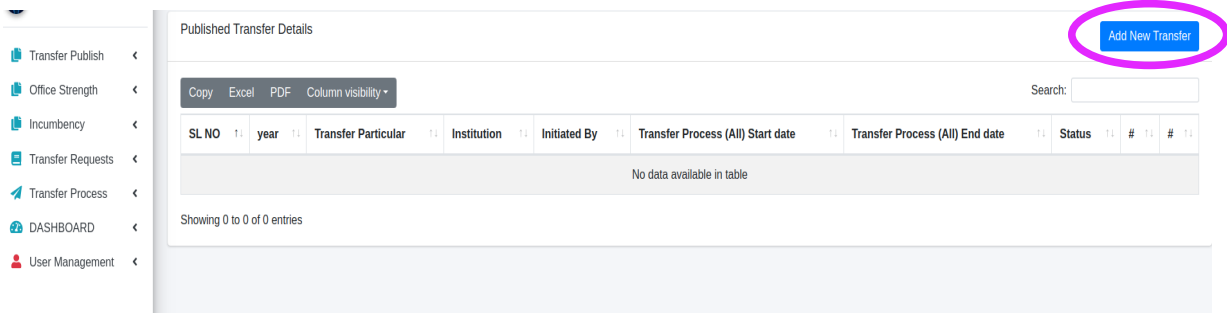 Published Transfer Details
Add New Transfer
Transfer Publish
Office Strength
Incumbency
Transfer Requests
Transfer Process
DASHBOARD
User Management
Copy Excel PDF Column visibility
Search:
SL NO year Transfer Particular Institution Initiated By Transfer Process (All) Start date Transfer Process (All) End date Status # #
No data available in table
Showing 0 to 0 of 0 entries